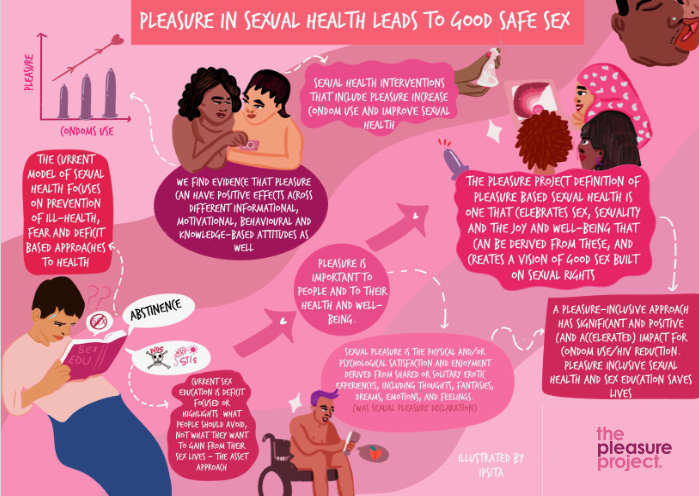 PLEASURE IN SEXUAL HEALTH LEADS TO GOOD SAFE SEX
PLEASURE
CONDOMS USE
SEXUAL HEALTH INTERVENTIONS
THAT INCLUDE PLEASURE INCREASE
CONDOM USE AND IMPROVE SEXUAL
HEALTH
THE CURRENT
MODEL OF SEXUAL
HEALTH FOCUSES
ON PREVENTION
OF ILL-HEALTH,
FEAR AND DEFICIT
BASED APPROACHES
TO HEALTH
WE FIND EVIDENCE THAT PLEASURE
CAN HAVE POSITIVE EFFECTS ACROSS
DIFFERENT INFORMATIONAL,
MOTIVATIONAL, BEHAVIOURAL AND
KNOWLEDGE-BASED ATTITUDES AS
WELL
THE PLEASURE PROJECT DEFINITION OF
PLEASURE BASED SEXUAL HEALTH IS
ONE THAT CELEBRATES SEX, SEXUALITY
AND THE JOY AND WELL-BEING THAT
CAN BE DERIVED FROM THESE, AND
CREATES A VISION OF GOOD SEX BUILT
ON SEXUAL RIGHTS
PLEASURE IS
IMPORTANT TO
PEOPLE AND TO THEIR
HEALTH AND WELL-
BEING.
??
ABSTINENCE
SEX
EDU.
AIDS
STIs
A PLEASURE-INCLUSIVE APPROACH
HAS SIGNIFICANT AND POSITIVE
(AND ACCELERATED) IMPACT FOR
CONDOM USE/HIV REDUCTION.
PLEASURE INCLUSIVE SEXUAL
HEALTH AND SEX EDUCATION SAVES
LIVES
SEXUAL PLEASURE IS THE PHYSICAL AND/OR
PSYCHOLOGICAL SATISFACTION AND ENJOYMENT
DERIVED FROM SHARED OR SOLITARY EROTIC
EXPERIENCES, INCLUDING THOUGHTS, FANTASIES,
DREAMS, EMOTIONS, AND FEELINGS.
(WAS SEXUAL PLEASURE DECLARATION)
CURRENT SEX
EDUCATION IS DEFICIT
FOCUSED OR
HIGHLIGHTS WHAT
PEOPLE SHOULD AVOID,
NOT WHAT THEY WANT
TO GAIN FROM THEIR
SEX LIVES - THE ASSET
APPROACH
ILLUSTRATED BY
IPSITA
the
pleasure
project.